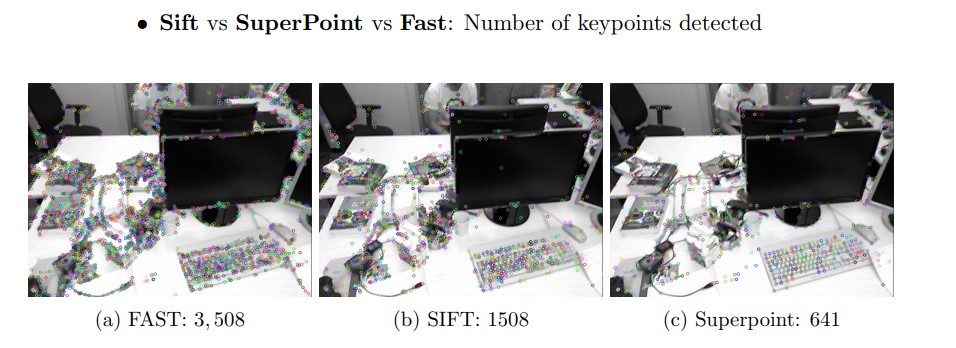 • Sift vs SuperPoint vs Fast: Number of keypoints detected
(a) FAST: 3,508
(b) SIFT: 1508
(c) Superpoint: 641